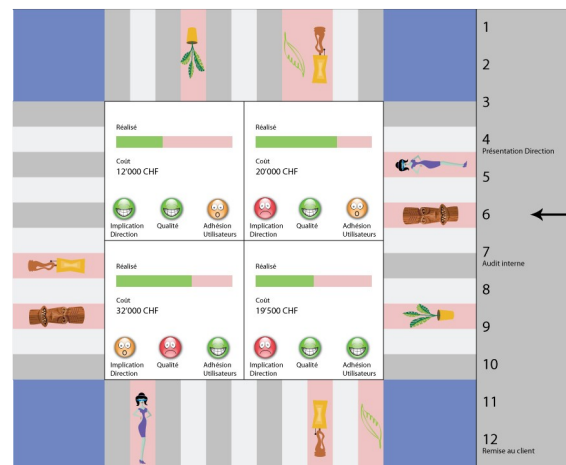 Réalisé
Coût
12'000 CHF
Implication
Direction
Qualité
Adhésion
Utilisateurs
Réalisé
Coût
20'000 CHF
Implication
Direction
Qualité
Adhésion
Utilisateurs
Réalisé
Coût
32'000 CHF
Implication
Direction
Qualité
Adhésion
Utilisateurs
Réalisé
Coût
19'500 CHF
Implication
Direction
Qualité
Adhésion
Utilisateurs
1
2
3
4
Présentation Direction
5
6
7
Audit interne
8
9
10
11
12
Remise au client